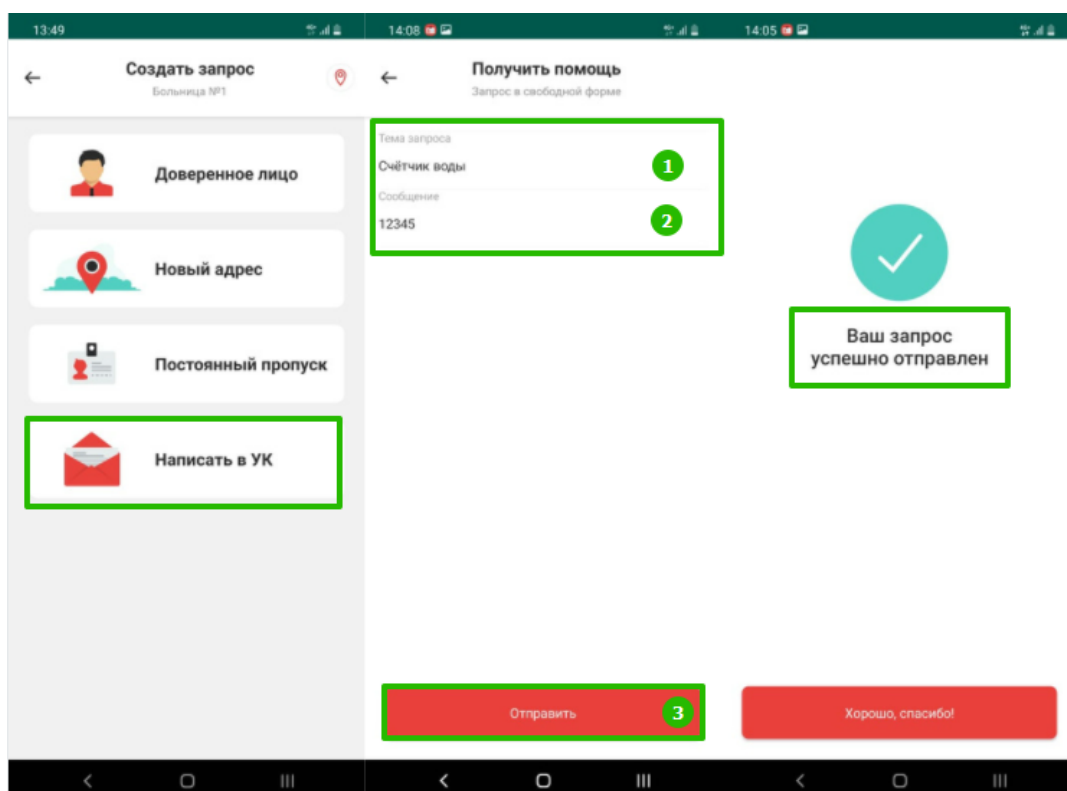 13:49
Создать запрос
Больница №1
Доверенное лицо
Новый адрес
Постоянный пропуск
Написать в УК
14:08
Получить помощь
Запрос в свободной форме
Тема запроса
Счётчик воды
1
Сообщение
12345
2
Отправить
3
14:05
Ваш запрос
успешно отправлен
Хорошо, спасибо!